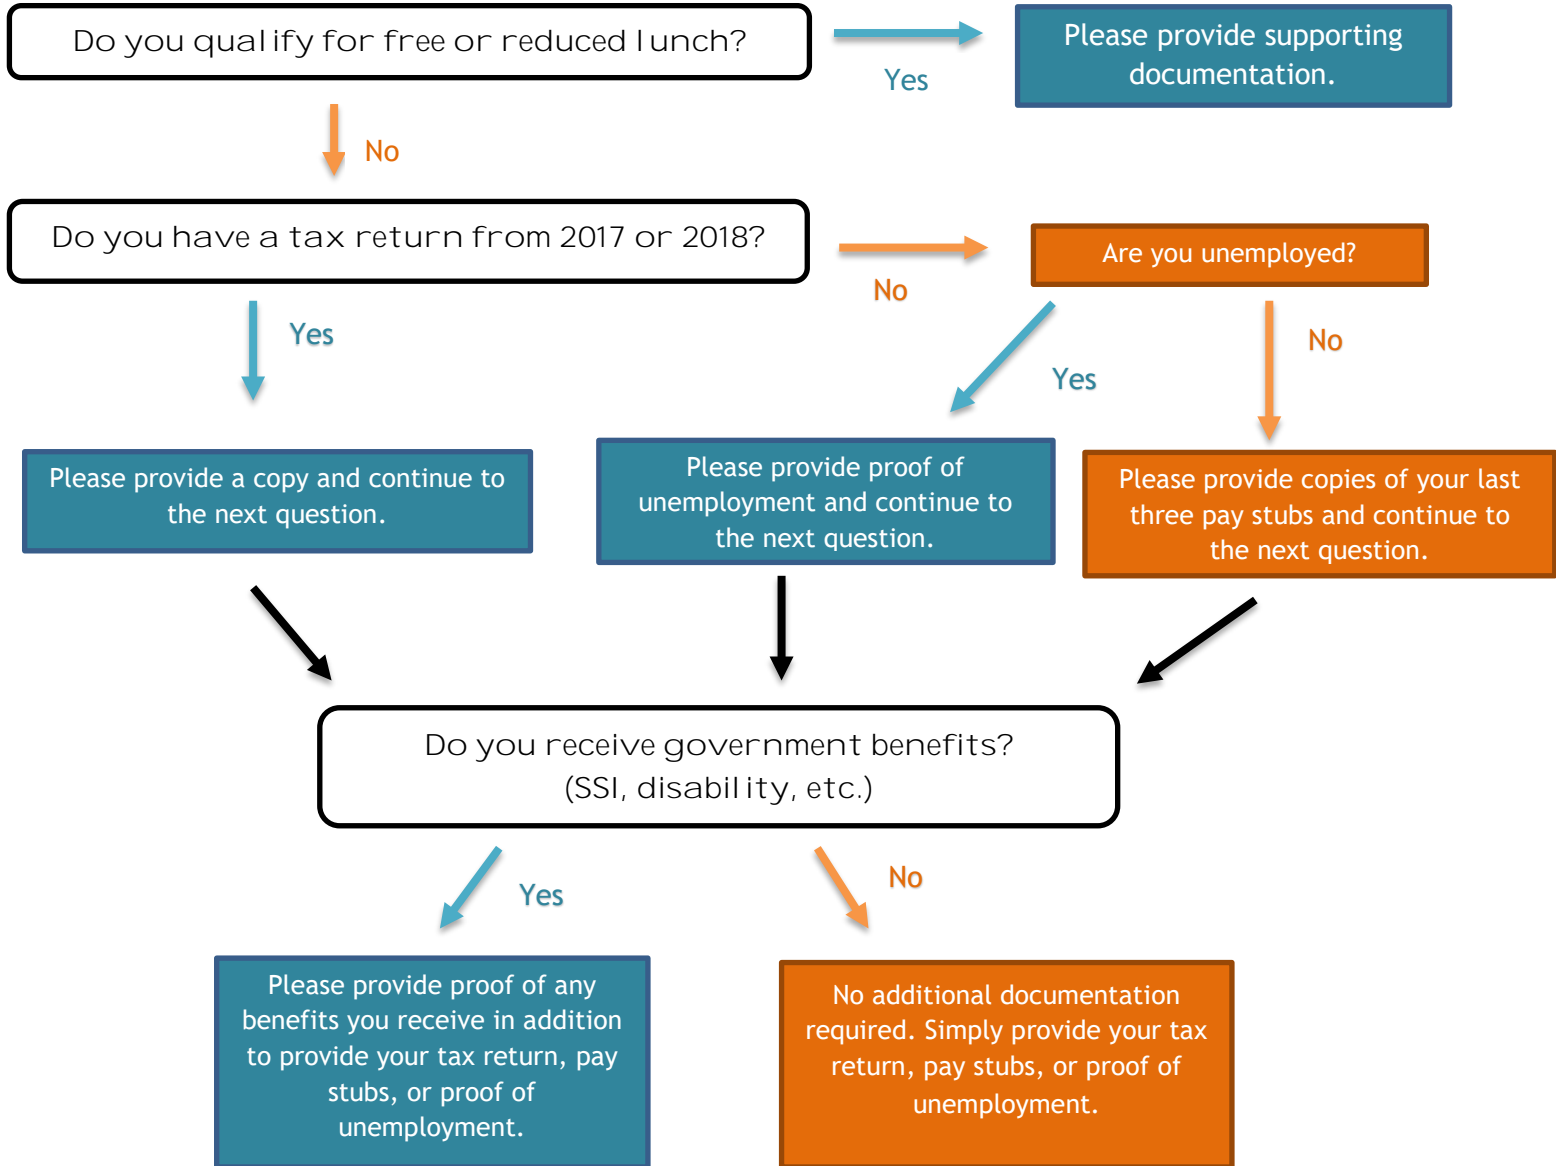 Do you qualify for free or reduced lunch?
Yes
Please provide supporting
documentation.
No
Do you have a tax return from 2017 or 2018?
No
Are you unemployed?
Yes
Yes
No
Please provide a copy and continue to
the next question.
Please provide proof of
unemployment and continue to
the next question.
Please provide copies of your last
three pay stubs and continue to
the next question.
Do you receive government benefits?
(SSI, disability, etc.)
Yes
No
Please provide proof of any
benefits you receive in addition
to provide your tax return, pay
stubs, or proof of
unemployment.
No additional documentation
required. Simply provide your tax
return, pay stubs, or proof of
unemployment.